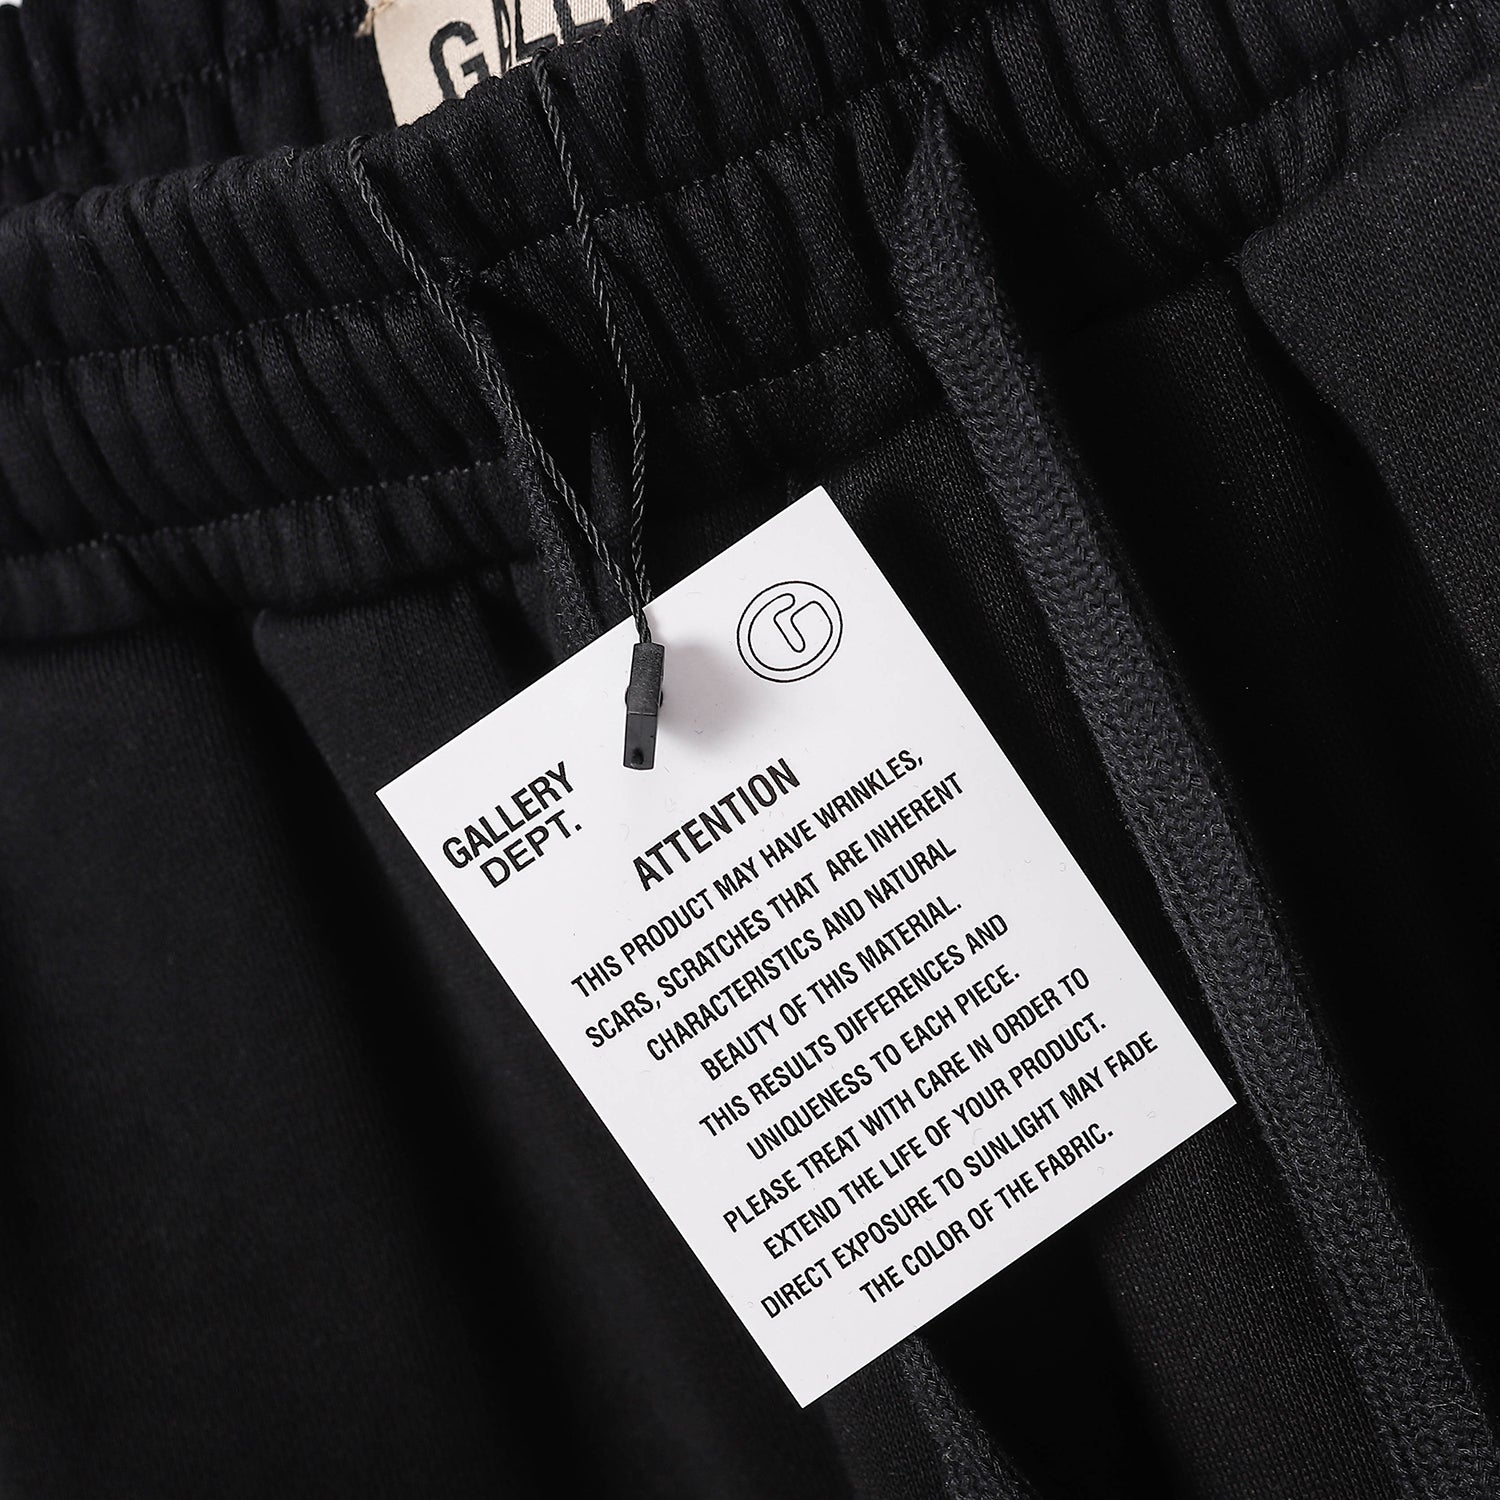 GALL
GALLERY
DEPT.
ATTENTION
THIS PRODUCT MAY HAVE WRINKLES,
SCARS, SCRATCHES THAT ARE INHERENT
CHARACTERISTICS AND NATURAL
BEAUTY OF THIS MATERIAL.
THIS RESULTS DIFFERENCES AND
UNIQUENESS TO EACH PIECE.
PLEASE TREAT WITH CARE IN ORDER TO
EXTEND THE LIFE OF YOUR PRODUCT.
DIRECT EXPOSURE TO SUNLIGHT MAY FADE
THE COLOR OF THE FABRIC.